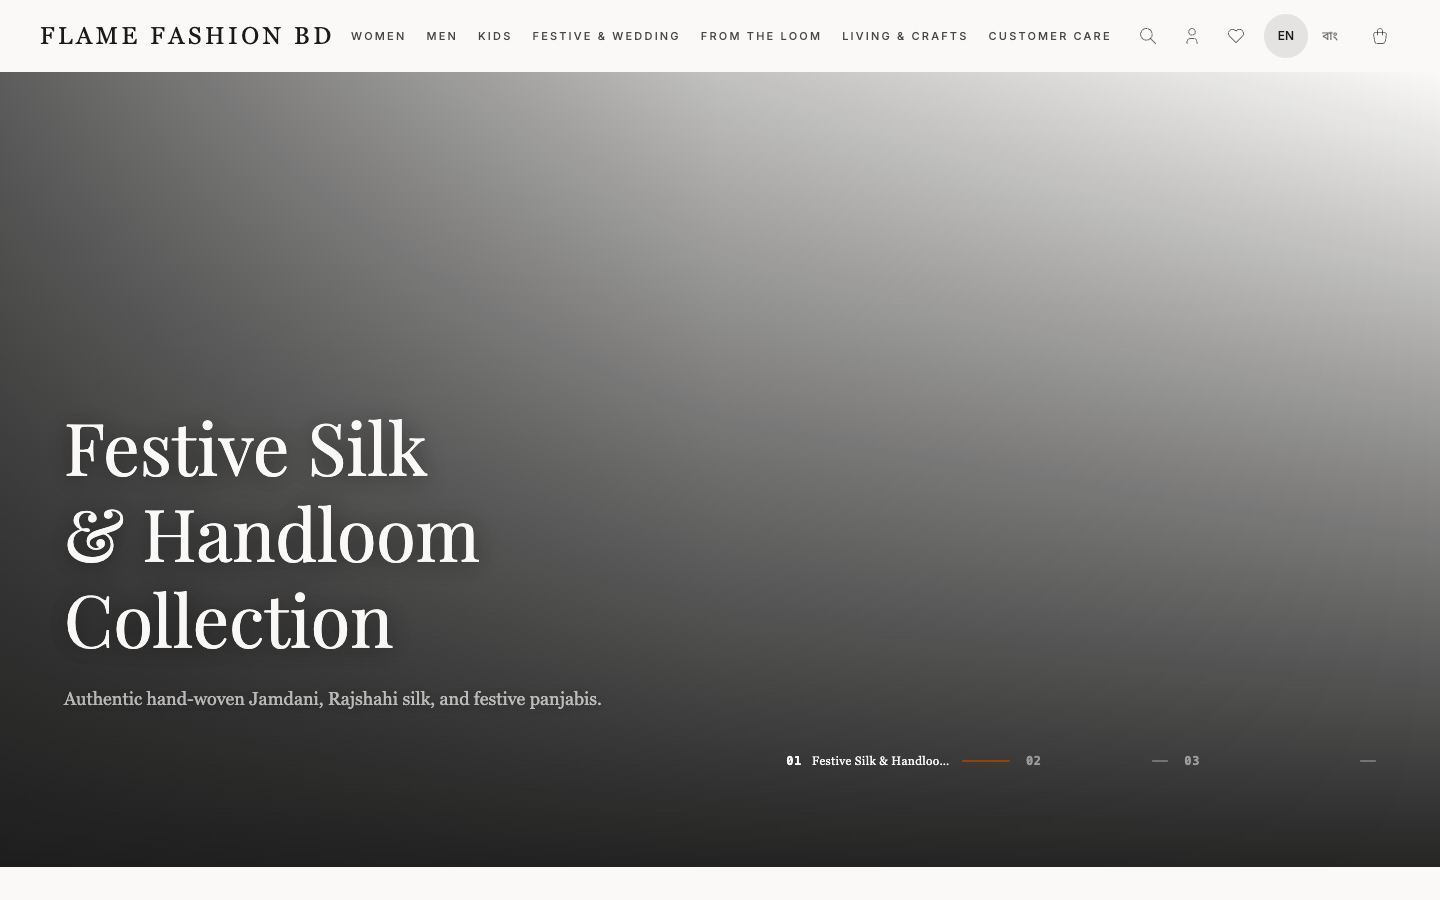 FLAME FASHION BD
WOMEN
MEN
KIDS
FESTIVE & WEDDING
FROM THE LOOM
LIVING & CRAFTS
CUSTOMER CARE
EN
বাং
Festive Silk
& Handloom
Collection
Authentic hand-woven Jamdani, Rajshahi silk, and festive panjabis.
01 Festive Silk & Handloo...
02
03